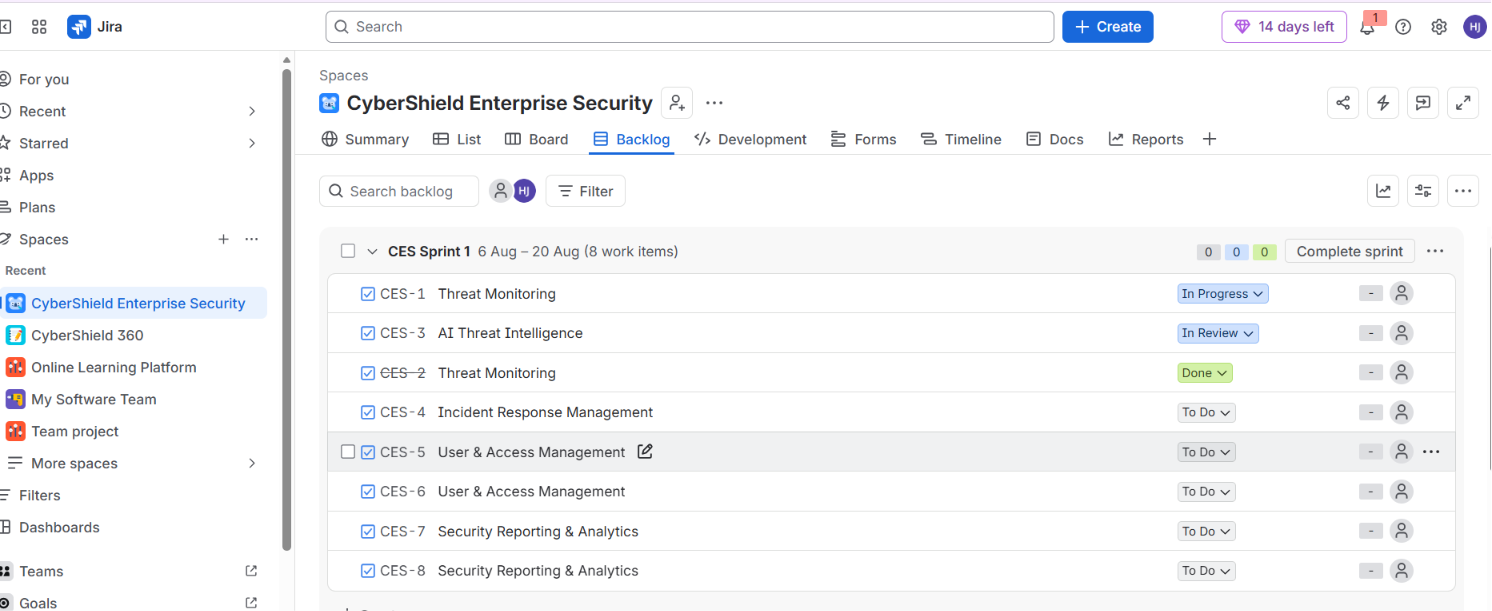 Jira
Search
+ Create
14 days left
1
HJ
For you
Recent
Starred
Apps
Plans
Spaces
Recent
CyberShield Enterprise Security
CyberShield 360
Online Learning Platform
My Software Team
Team project
More spaces
Filters
Dashboards
Teams
Goals
Spaces
CyberShield Enterprise Security
Summary List Board Backlog Development Forms Timeline Docs Reports
Search backlog HJ Filter
CES Sprint 1 6 Aug – 20 Aug (8 work items) 0 0 0 Complete sprint
CES-1 Threat Monitoring In Progress -
CES-3 AI Threat Intelligence In Review -
CES-2 Threat Monitoring Done -
CES-4 Incident Response Management To Do -
CES-5 User & Access Management To Do -
CES-6 User & Access Management To Do -
CES-7 Security Reporting & Analytics To Do -
CES-8 Security Reporting & Analytics To Do -